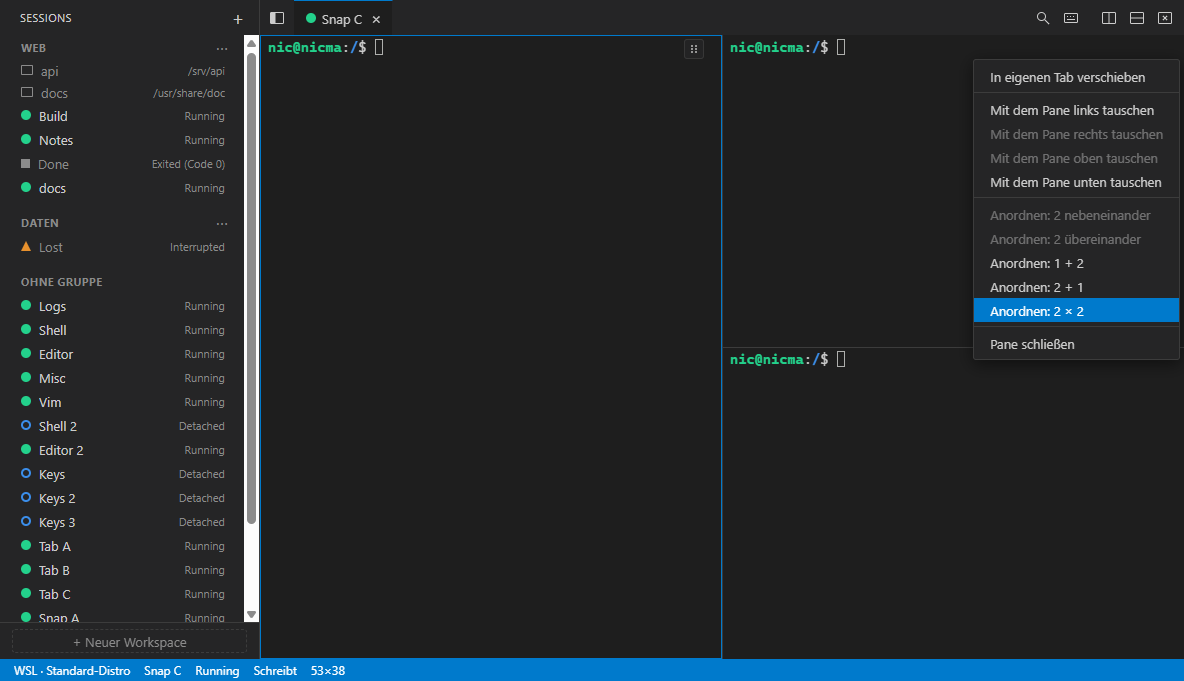 SESSIONS +
WEB ...
api /srv/api
docs /usr/share/doc
Build Running
Notes Running
Done Exited (Code 0)
docs Running
DATEN ...
Lost Interrupted
OHNE GRUPPE
Logs Running
Shell Running
Editor Running
Misc Running
Vim Running
Shell 2 Detached
Editor 2 Running
Keys Detached
Keys 2 Detached
Keys 3 Detached
Tab A Running
Tab B Running
Tab C Running
Snap A Running
+ Neuer Workspace
Snap C ×
nic@nicma:/$
nic@nicma:/$
nic@nicma:/$
In eigenen Tab verschieben
Mit dem Pane links tauschen
Mit dem Pane rechts tauschen
Mit dem Pane oben tauschen
Mit dem Pane unten tauschen
Anordnen: 2 nebeneinander
Anordnen: 2 übereinander
Anordnen: 1 + 2
Anordnen: 2 + 1
Anordnen: 2 × 2
Pane schließen
WSL · Standard-Distro Snap C Running Schreibt 53×38